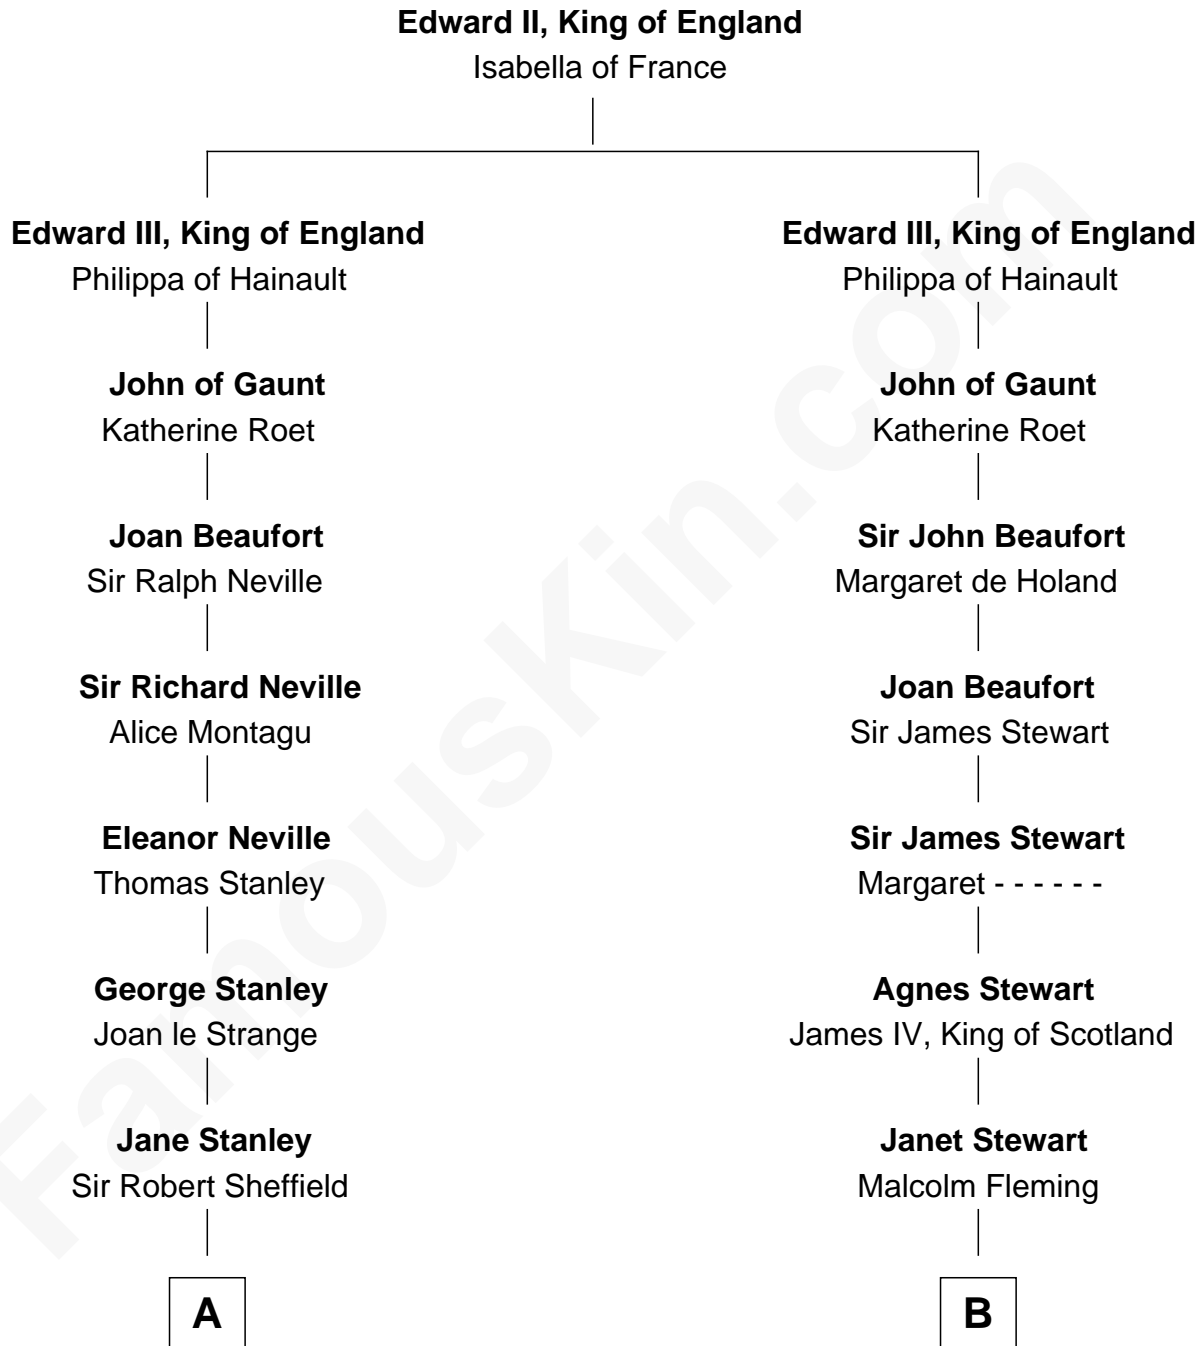 Edward II, King of England
Isabella of France
Edward III, King of England
Philippa of Hainault
John of Gaunt
Katherine Roet
Joan Beaufort
Sir Ralph Neville
Sir Richard Neville
Alice Montagu
Eleanor Neville
Thomas Stanley
George Stanley
Joan le Strange
Jane Stanley
Sir Robert Sheffield
A
Edward III, King of England
Philippa of Hainault
John of Gaunt
Katherine Roet
Sir John Beaufort
Margaret de Holand
Joan Beaufort
Sir James Stewart
Sir James Stewart
Margaret - - - - - -
Agnes Stewart
James IV, King of Scotland
Janet Stewart
Malcolm Fleming
B
FamousKin.com